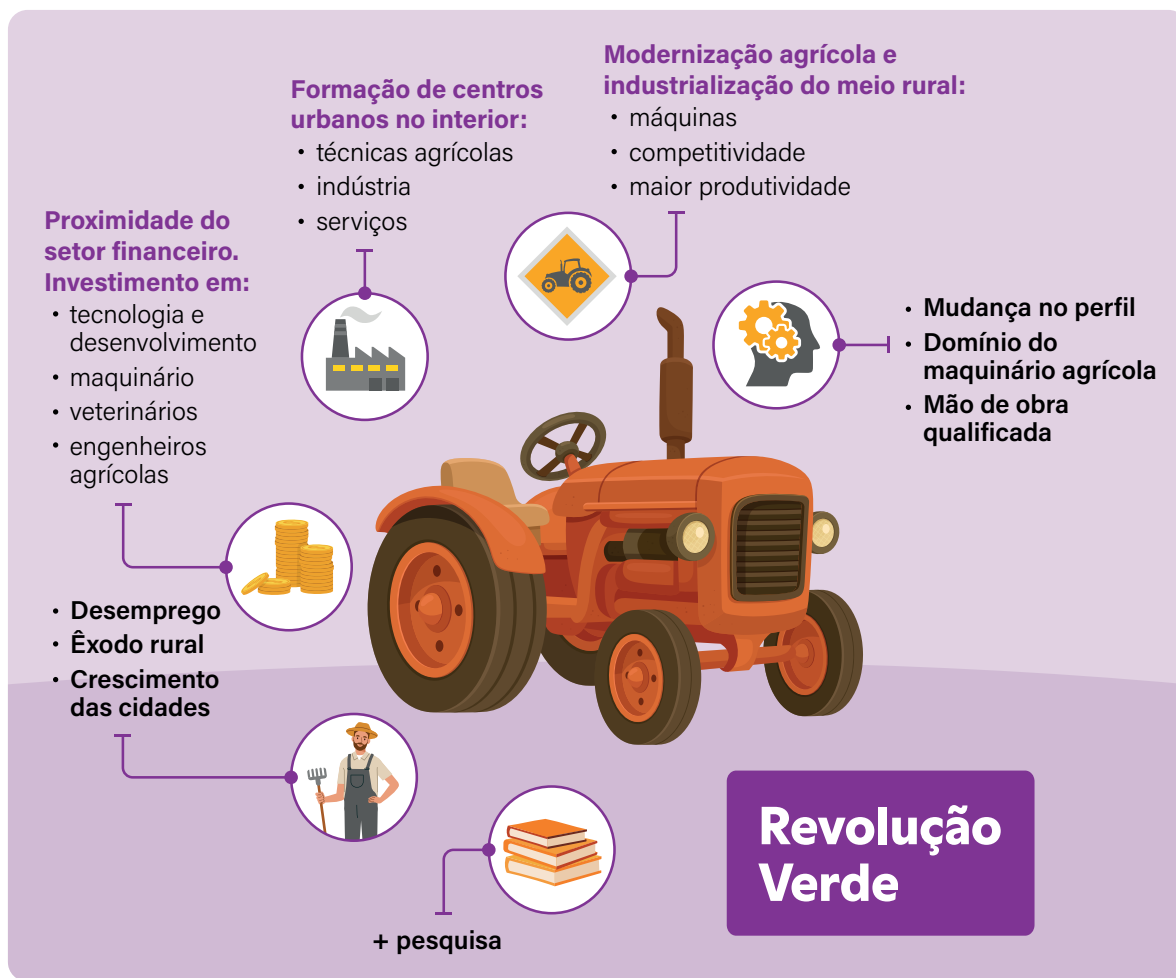 Modernização agrícola e
industrialização do meio rural:
• máquinas
• competitividade
• maior produtividade
Formação de centros
urbanos no interior:
• técnicas agrícolas
• indústria
• serviços
Proximidade do
setor financeiro.
Investimento em:
• tecnologia e
desenvolvimento
• maquinário
• veterinários
• engenheiros
agrícolas
• Mudança no perfil
• Domínio do
maquinário agrícola
• Mão de obra
qualificada
• Desemprego
• Êxodo rural
• Crescimento
das cidades
+ pesquisa
Revolução
Verde